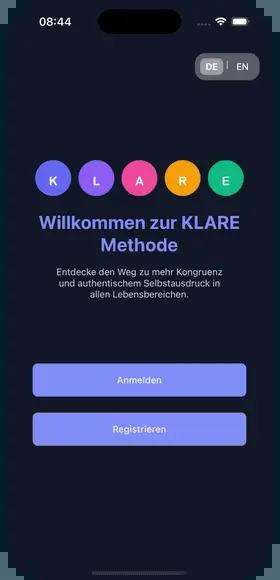 08:44
DE | EN
K L A R E
Willkommen zur KLARE
Methode
Entdecke den Weg zu mehr Kongruenz
und authentischem Selbstausdruck in
allen Lebensbereichen.
Anmelden
Registrieren